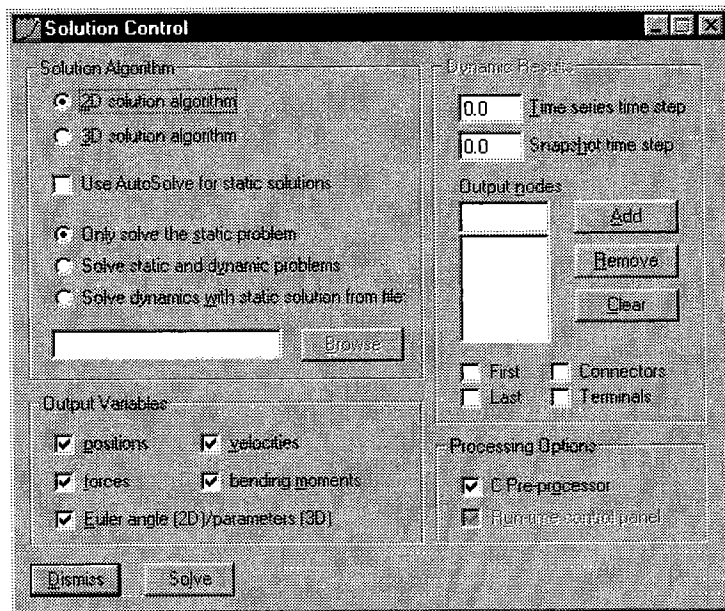 Solution Control
Solution Algorithm
2D solution algorithm
3D solution algorithm
Use AutoSolve for static solutions
Only solve the static problem
Solve static and dynamic problems
Solve dynamics with static solution from file:
Browse
Output Variables
positions
velocities
forces
bending moments
Euler angle (2D)/parameters (3D)
Dismiss
Solve
Dynamic Results
0.0 Time series time step
0.0 Snapshot time step
Output nodes
Add
Remove
Clear
First
Connectors
Last
Terminals
Processing Options
C Pre-processor
Run-time control panel